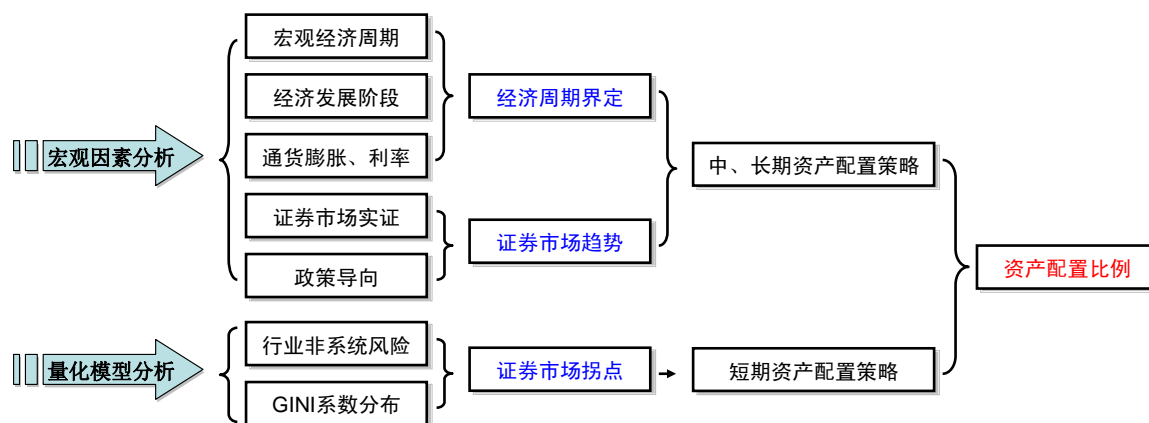 宏观因素分析
宏观经济周期
经济发展阶段
通货膨胀、利率
证券市场实证
政策导向
经济周期界定
证券市场趋势
中、长期资产配置策略
量化模型分析
行业非系统风险
GINI系数分布
证券市场拐点
短期资产配置策略
资产配置比例